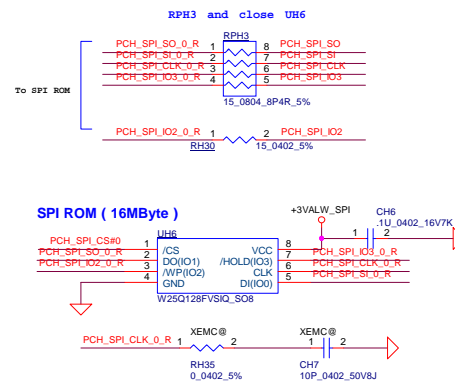 RPH3 and close UH6
RPH3
PCH_SPI_SO_0_R 1 8 PCH_SPI_SO
PCH_SPI_SI_0_R 2 7 PCH_SPI_SI
PCH_SPI_CLK_0_R 3 6 PCH_SPI_CLK
PCH_SPI_IO3_0_R 4 5 PCH_SPI_IO3
To SPI ROM
15_0804_8P4R_5%
PCH_SPI_IO2_0_R 1 2 PCH_SPI_IO2
RH30 15_0402_5%
SPI ROM ( 16MByte )
+3VALW_SPI
CH6
.1U_0402_16V7K
1 2
UH6
PCH_SPI_CS#0 1 /CS VCC 8
PCH_SPI_SO_0_R 2 DO(IO1) /HOLD(IO3) 7 PCH_SPI_IO3_0_R
PCH_SPI_IO2_0_R 3 /WP(IO2) CLK 6 PCH_SPI_CLK_0_R
4 GND DI(IO0) 5 PCH_SPI_SI_0_R
W25Q128FVSIQ_SO8
XEMC@ XEMC@
PCH_SPI_CLK_0_R 1 2 1 2
RH35 CH7
0_0402_5% 10P_0402_50V8J